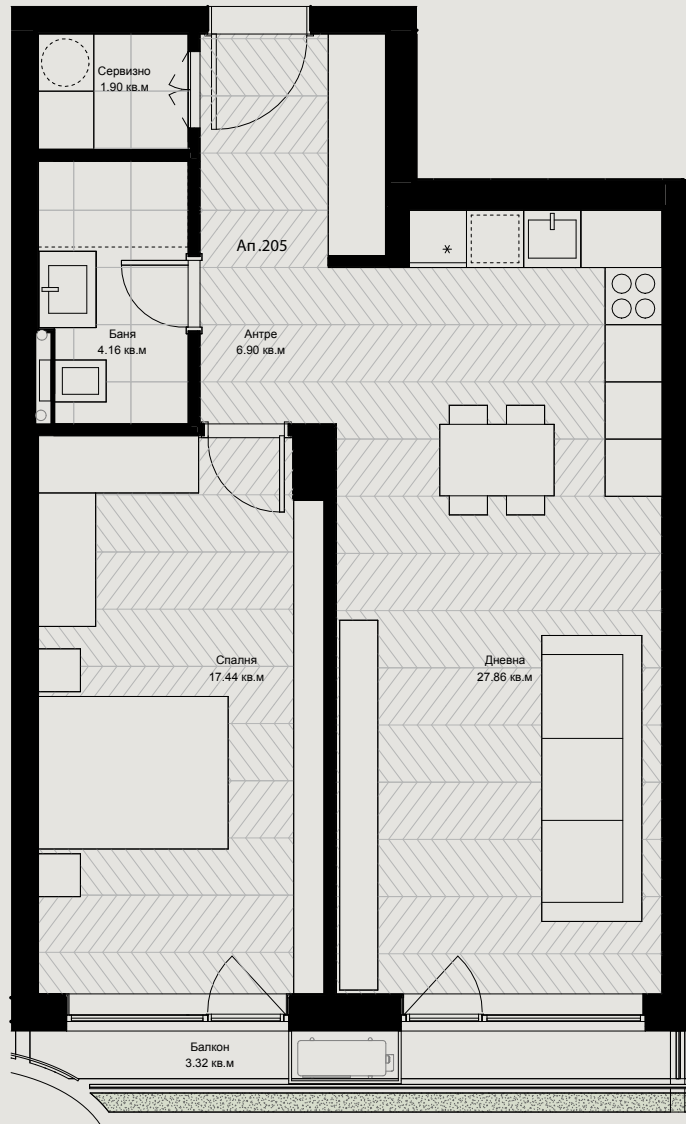 Сервизно
1.90 кв.м
Ап.205
*
Баня
4.16 кв.м
Антре
6.90 кв.м
Спалня
17.44 кв.м
Дневна
27.86 кв.м
Балкон
3.32 кв.м